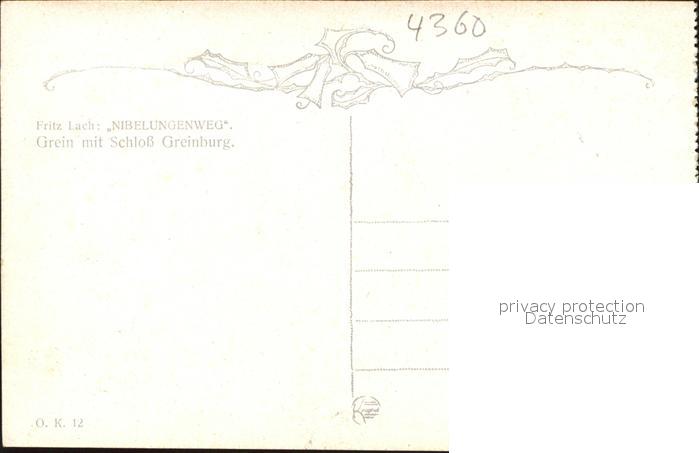 4360
Fritz Lach: „NIBELUNGENWEG“.
Grein mit Schloß Greinburg.
privacy protection
Datenschutz
O. K. 12